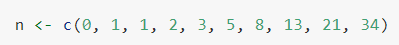 n <- c(0, 1, 1, 2, 3, 5, 8, 13, 21, 34)